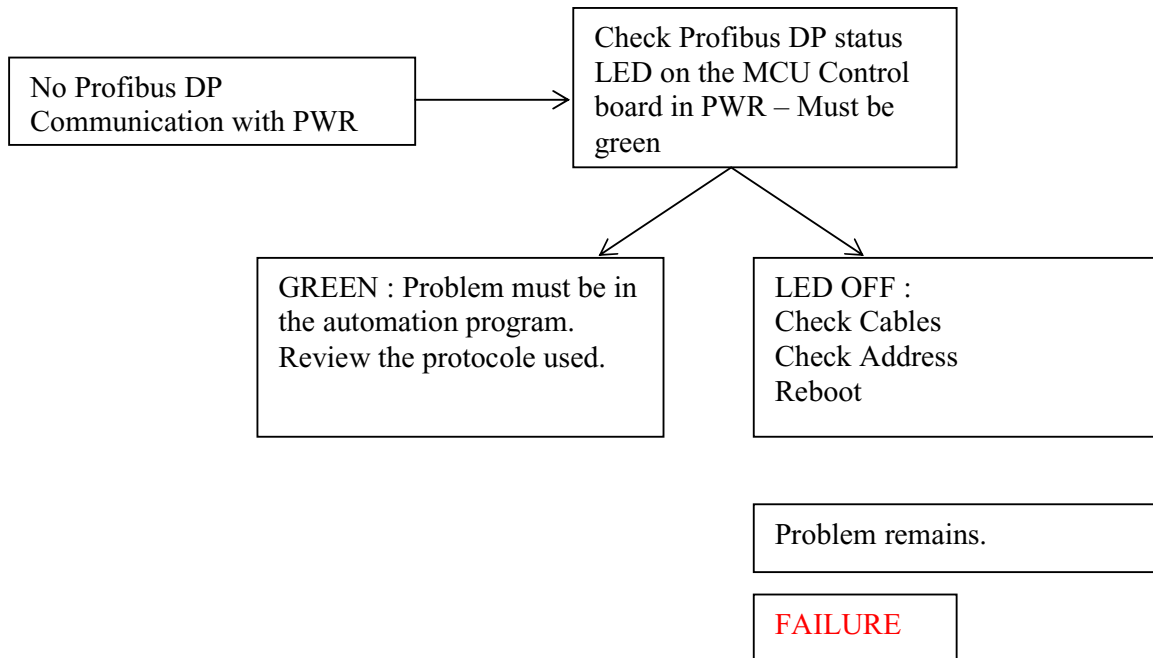 No Profibus DP
Communication with PWR
Check Profibus DP status
LED on the MCU Control
board in PWR – Must be
green
GREEN : Problem must be in
the automation program.
Review the protocole used.
LED OFF :
Check Cables
Check Address
Reboot
Problem remains.
FAILURE